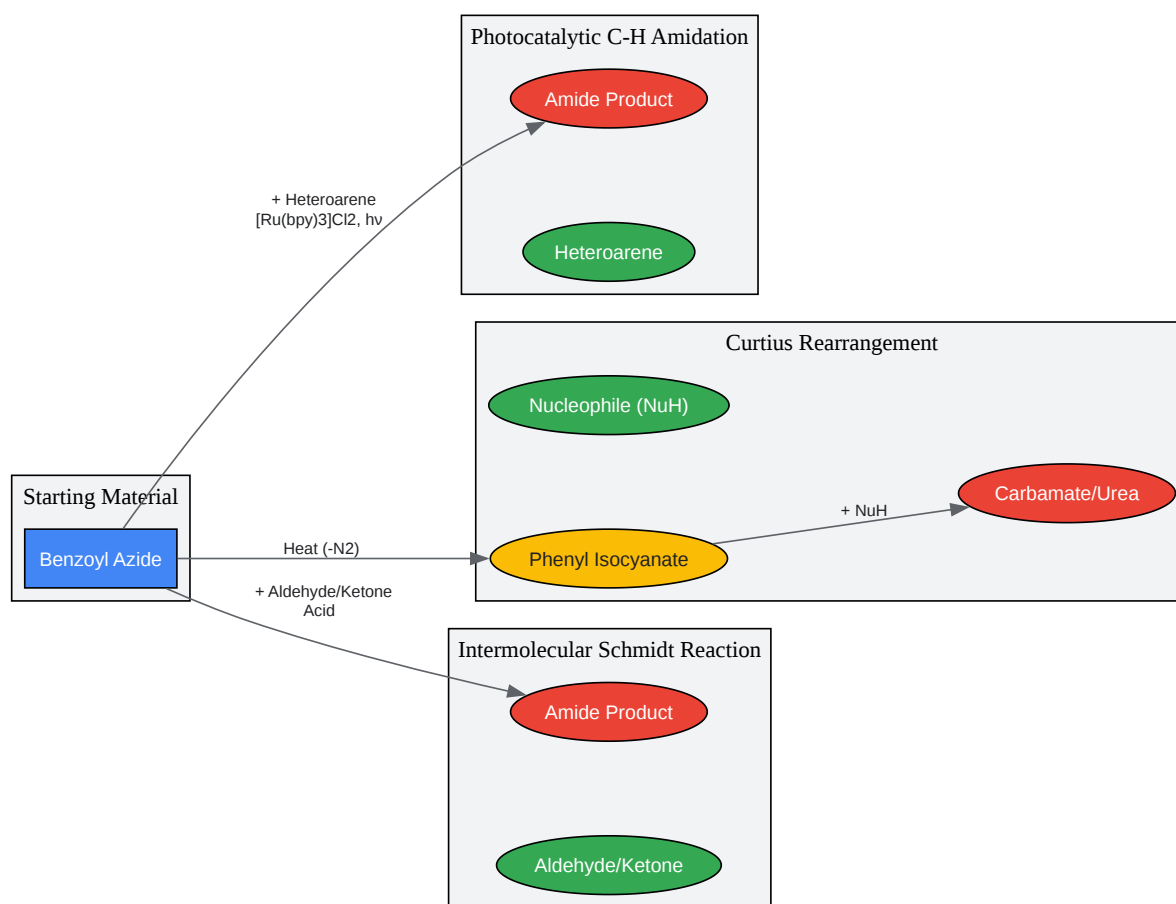 Photocatalytic C-H Amidation
Amide Product
+ Heteroarene
[Ru(bpy)3]Cl2, hν
Heteroarene
Curtius Rearrangement
Nucleophile (NuH)
Starting Material
Benzoyl Azide
Heat (-N2)
Phenyl Isocyanate
+ NuH
Carbamate/Urea
+ Aldehyde/Ketone
Acid
Intermolecular Schmidt Reaction
Amide Product
Aldehyde/Ketone